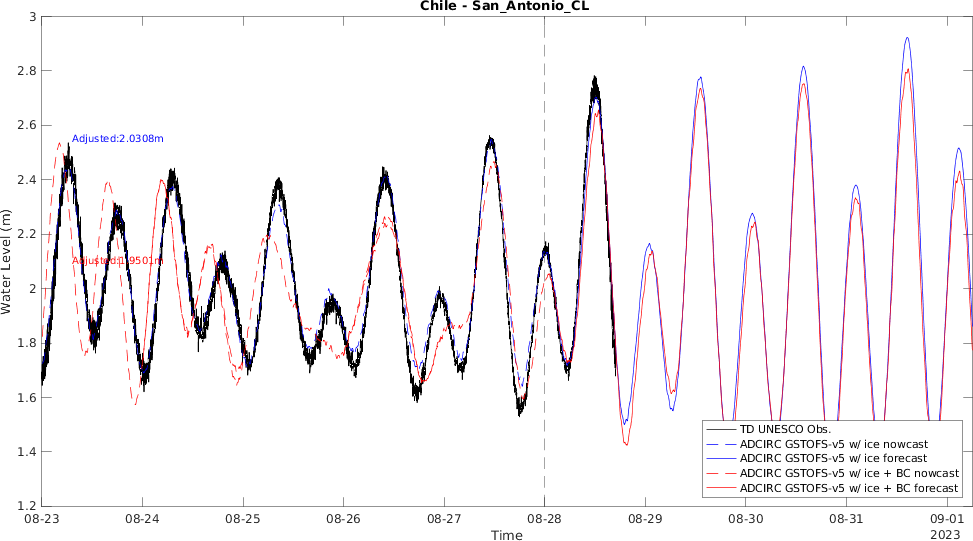 Chile - San_Antonio_CL
3
2.8
2.6
2.4
2.2
2
1.8
1.6
1.4
1.2
Water Level (m)
Adjusted:2.0308m
Adjusted:1.9501m
TD UNESCO Obs.
ADCIRC GSTOFS-v5 w/ ice nowcast
ADCIRC GSTOFS-v5 w/ ice forecast
ADCIRC GSTOFS-v5 w/ ice + BC nowcast
ADCIRC GSTOFS-v5 w/ ice + BC forecast
08-23 08-24 08-25 08-26 08-27 08-28 08-29 08-30 08-31 09-01
2023
Time